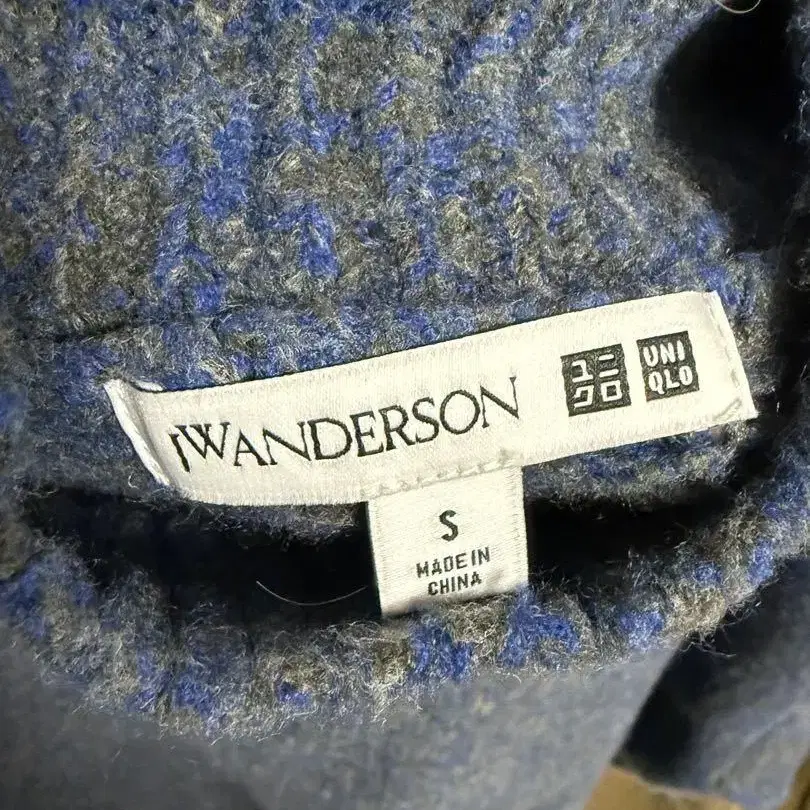 JWANDERSON
ユニ
クロ
UNI
QLO
S
MADE IN
CHINA